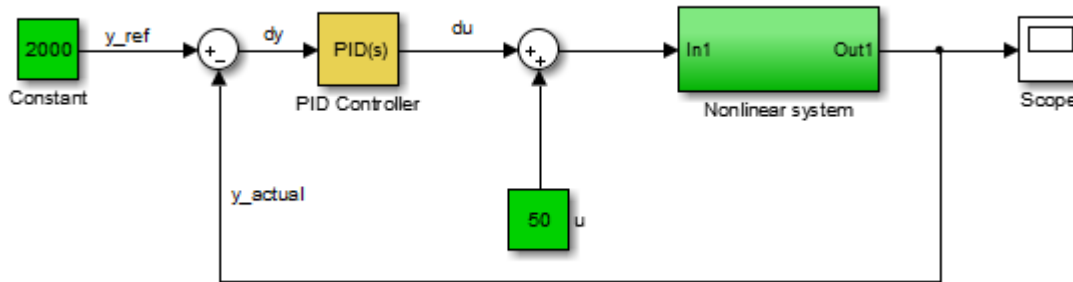 2000
Constant
y_ref
+
−
dy
PID(s)
PID Controller
du
+
+
50
u
In1
Out1
Nonlinear system
Scope
y_actual